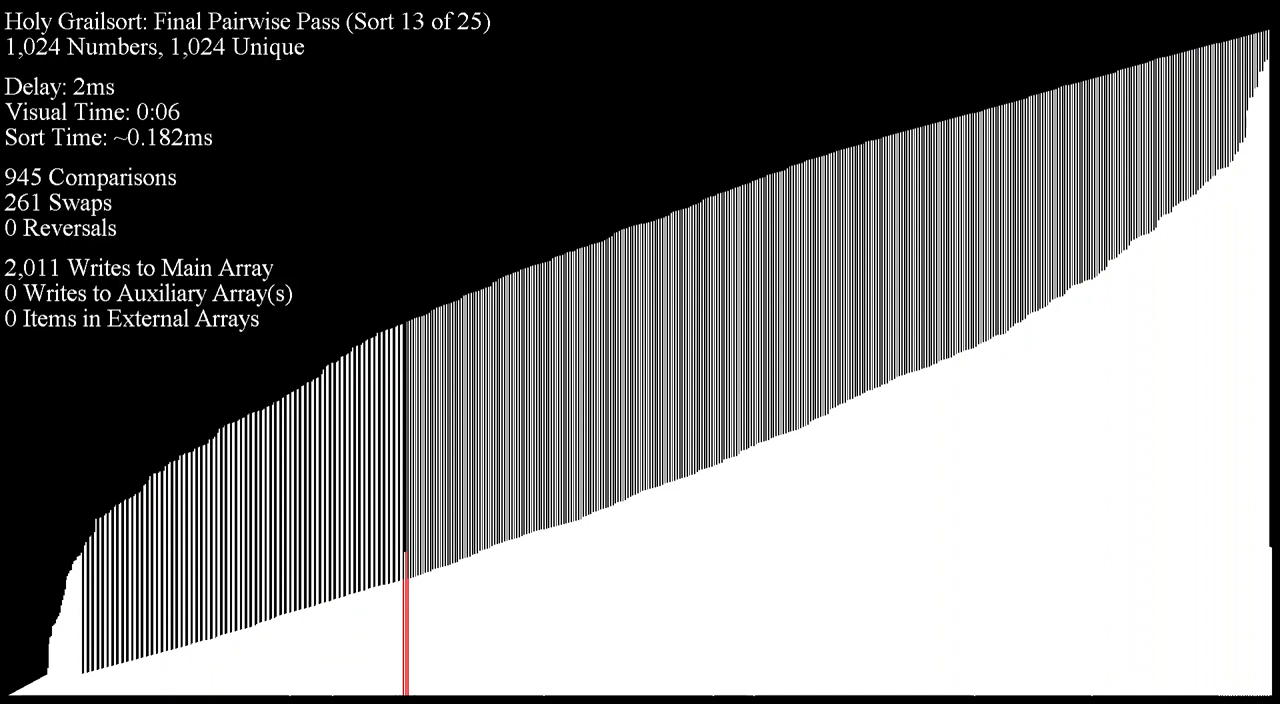 Holy Grailsort: Final Pairwise Pass (Sort 13 of 25)
1,024 Numbers, 1,024 Unique
Delay: 2ms
Visual Time: 0:06
Sort Time: ~0.182ms
945 Comparisons
261 Swaps
0 Reversals
2,011 Writes to Main Array
0 Writes to Auxiliary Array(s)
0 Items in External Arrays